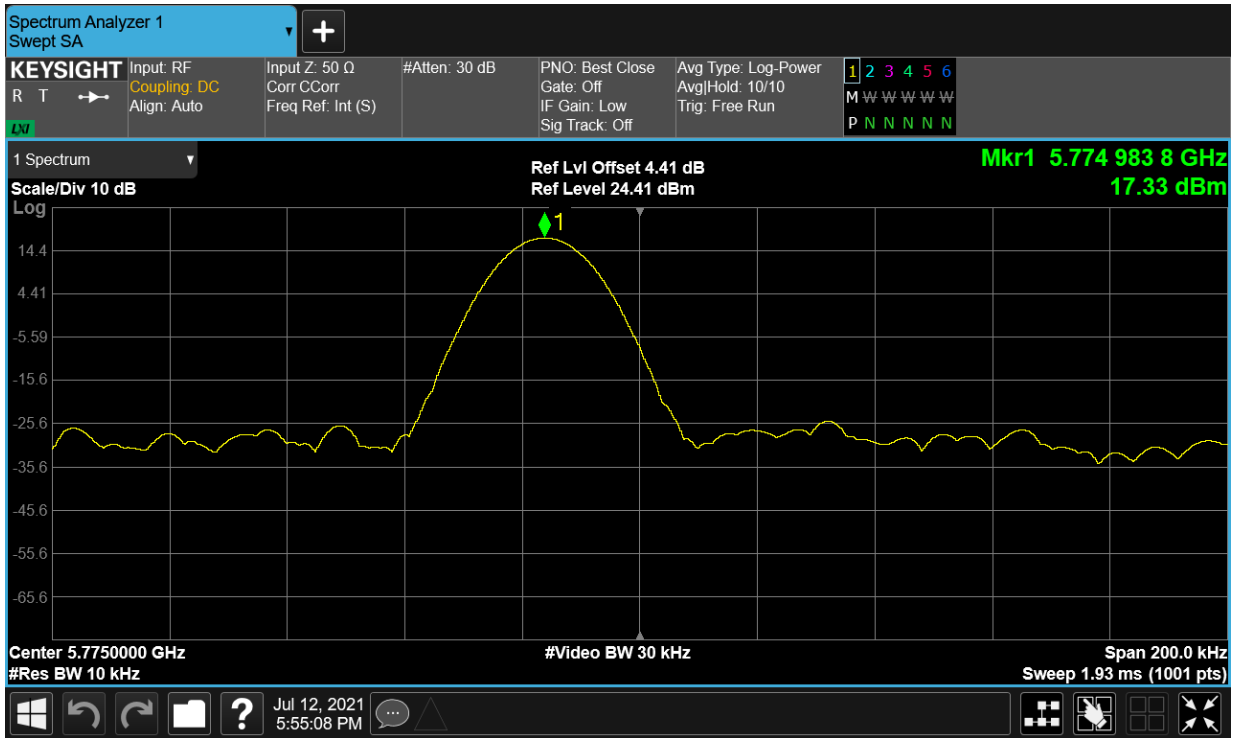 Spectrum Analyzer 1
Swept SA
KEYSIGHT
R T
LXI
Input: RF
Coupling: DC
Align: Auto
Input Z: 50 Ω
Corr CCorr
Freq Ref: Int (S)
#Atten: 30 dB
PNO: Best Close
Gate: Off
IF Gain: Low
Sig Track: Off
Avg Type: Log-Power
Avg|Hold: 10/10
Trig: Free Run
1 2 3 4 5 6
M W W W W W
P N N N N N
1 Spectrum
Scale/Div 10 dB
Log
Ref Lvl Offset 4.41 dB
Ref Level 24.41 dBm
Mkr1 5.774 983 8 GHz
17.33 dBm
1
14.4
4.41
-5.59
-15.6
-25.6
-35.6
-45.6
-55.6
-65.6
Center 5.7750000 GHz
#Res BW 10 kHz
#Video BW 30 kHz
Span 200.0 kHz
Sweep 1.93 ms (1001 pts)
?
Jul 12, 2021
5:55:08 PM